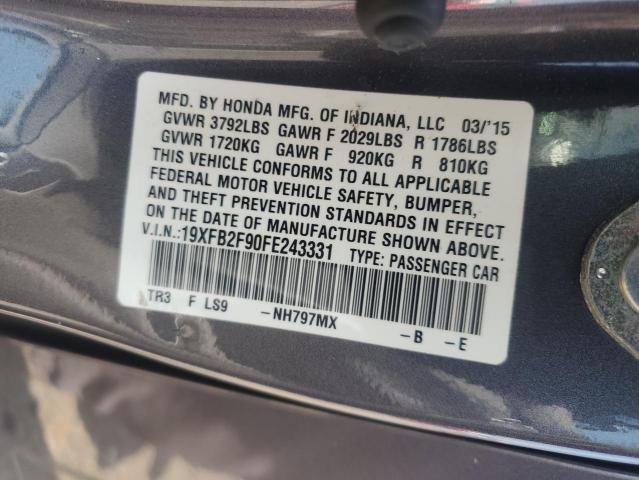 MFD. BY HONDA MFG. OF INDIANA, LLC 03/'15
GVWR 3792LBS GAWR F 2029LBS R 1786LBS
GVWR 1720KG GAWR F 920KG R 810KG
THIS VEHICLE CONFORMS TO ALL APPLICABLE
FEDERAL MOTOR VEHICLE SAFETY, BUMPER,
AND THEFT PREVENTION STANDARDS IN EFFECT
ON THE DATE OF MANUFACTURE SHOWN ABOVE.
V.I.N.:19XFB2F90FE243331 TYPE: PASSENGER CAR
TR3 F LS9 -NH797MX -B -E